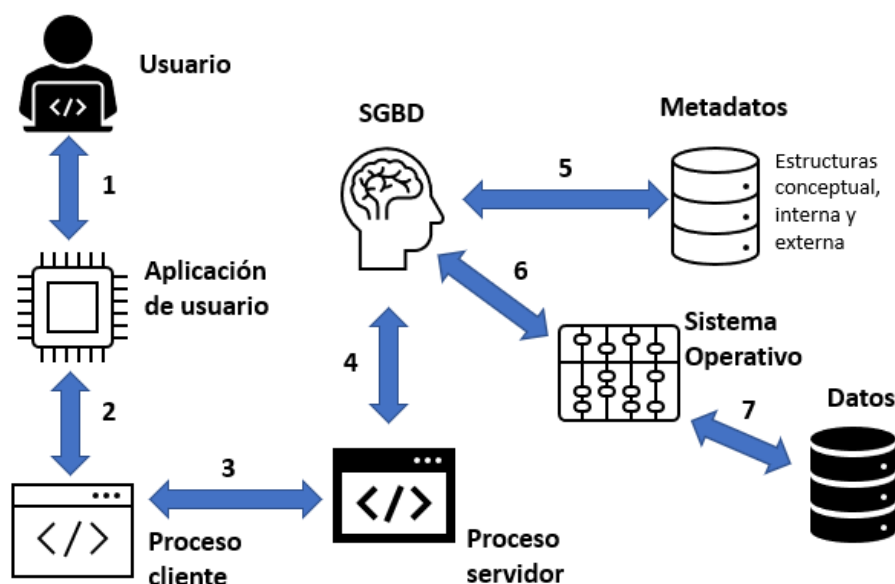 Usuario
</>
1
Aplicación
de usuario
2
</>
Proceso
cliente
3
</>
Proceso
servidor
4
SGBD
5
Metadatos
Estructuras
conceptual,
interna y
externa
6
Sistema
Operativo
7
Datos